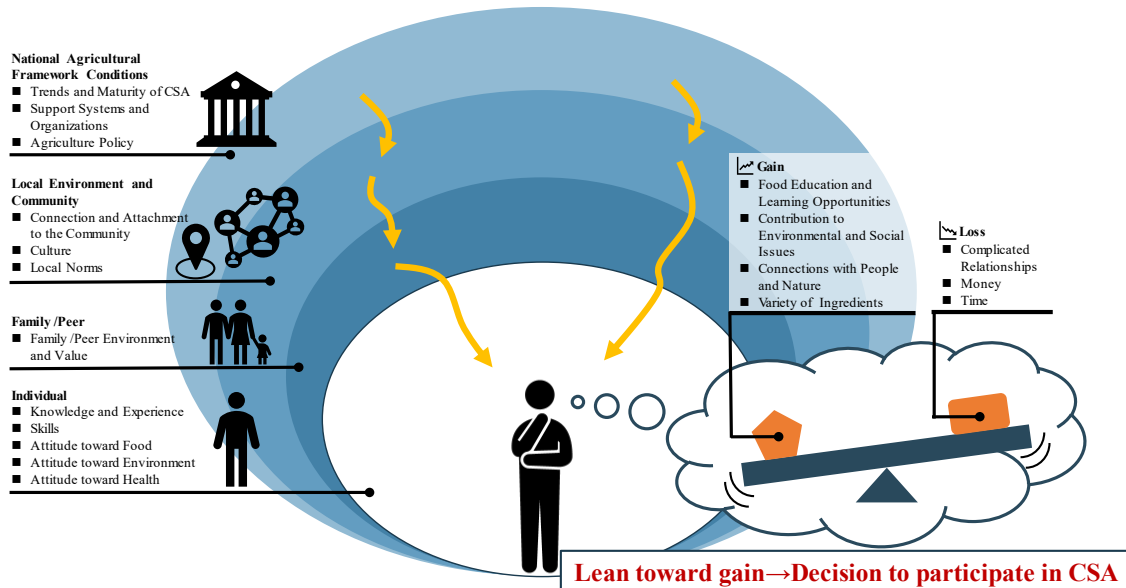 National Agricultural
Framework Conditions
■ Trends and Maturity of CSA
■ Support Systems and
Organizations
■ Agriculture Policy
Local Environment and
Community
■ Connection and Attachment
to the Community
■ Culture
■ Local Norms
Family /Peer
■ Family /Peer Environment
and Value
Individual
■ Knowledge and Experience
■ Skills
■ Attitude toward Food
■ Attitude toward Environment
■ Attitude toward Health
Gain
■ Food Education and
Learning Opportunities
■ Contribution to
Environmental and Social
Issues
■ Connections with People
and Nature
■ Variety of Ingredients
Loss
■ Complicated
Relationships
■ Money
■ Time
Lean toward gain→Decision to participate in CSA